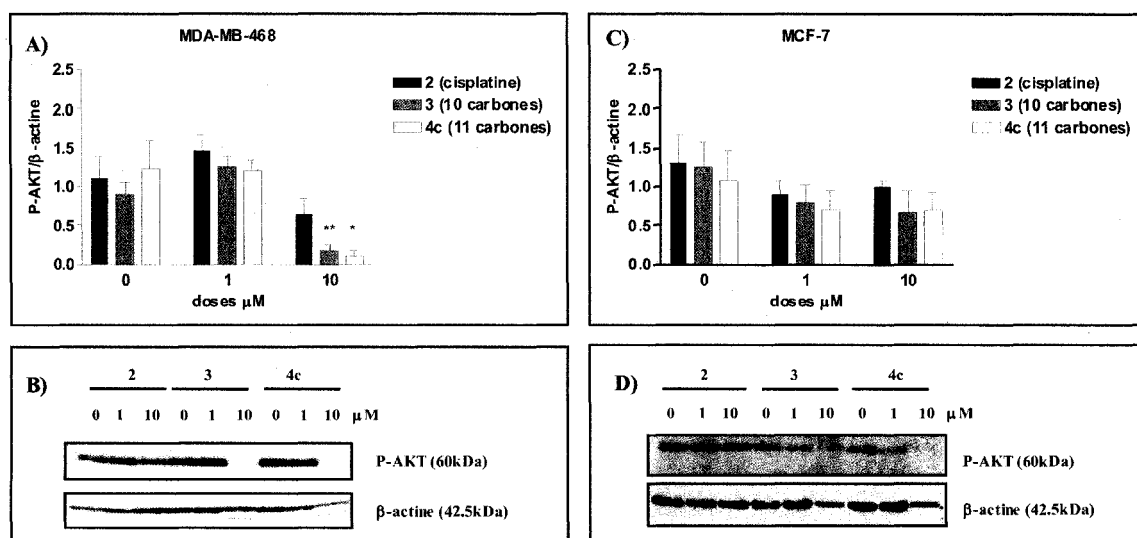 A)
MDA-MB-468
P-AKT/β-actine
2.5
2.0
1.5
1.0
0.5
0.0
2 (cisplatine)
3 (10 carbones)
4c (11 carbones)
** *
0 1 10
doses µM
C)
MCF-7
P-AKT/β-actine
2.5
2.0
1.5
1.0
0.5
0.0
2 (cisplatine)
3 (10 carbones)
4c (11 carbones)
0 1 10
doses µM
B)
2 3 4c
0 1 10 0 1 10 0 1 10 µM
P-AKT (60kDa)
β-actine (42.5kDa)
D)
2 3 4c
0 1 10 0 1 10 0 1 10 µM
P-AKT (60kDa)
β-actine (42.5kDa)